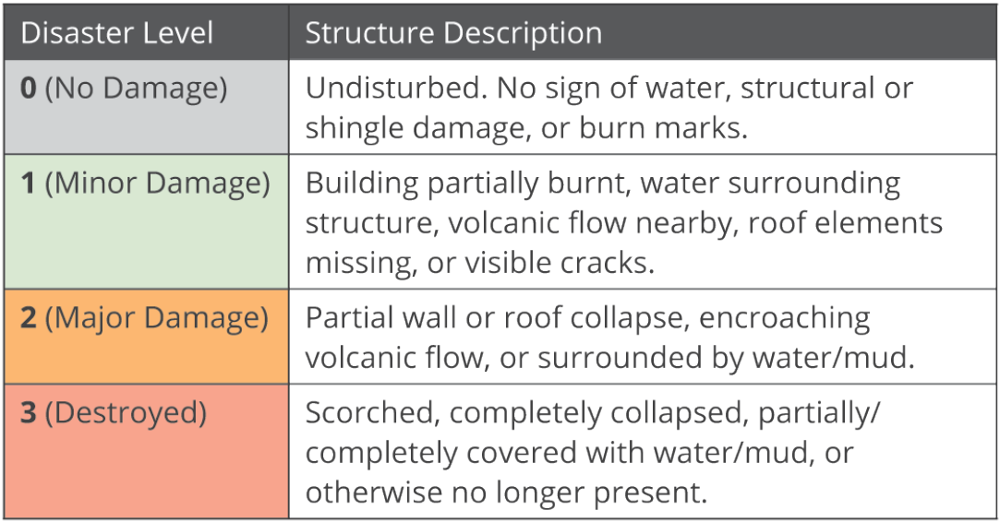 Disaster Level
Structure Description
0 (No Damage)
Undisturbed. No sign of water, structural or
shingle damage, or burn marks.
1 (Minor Damage)
Building partially burnt, water surrounding
structure, volcanic flow nearby, roof elements
missing, or visible cracks.
2 (Major Damage)
Partial wall or roof collapse, encroaching
volcanic flow, or surrounded by water/mud.
3 (Destroyed)
Scorched, completely collapsed, partially/
completely covered with water/mud, or
otherwise no longer present.